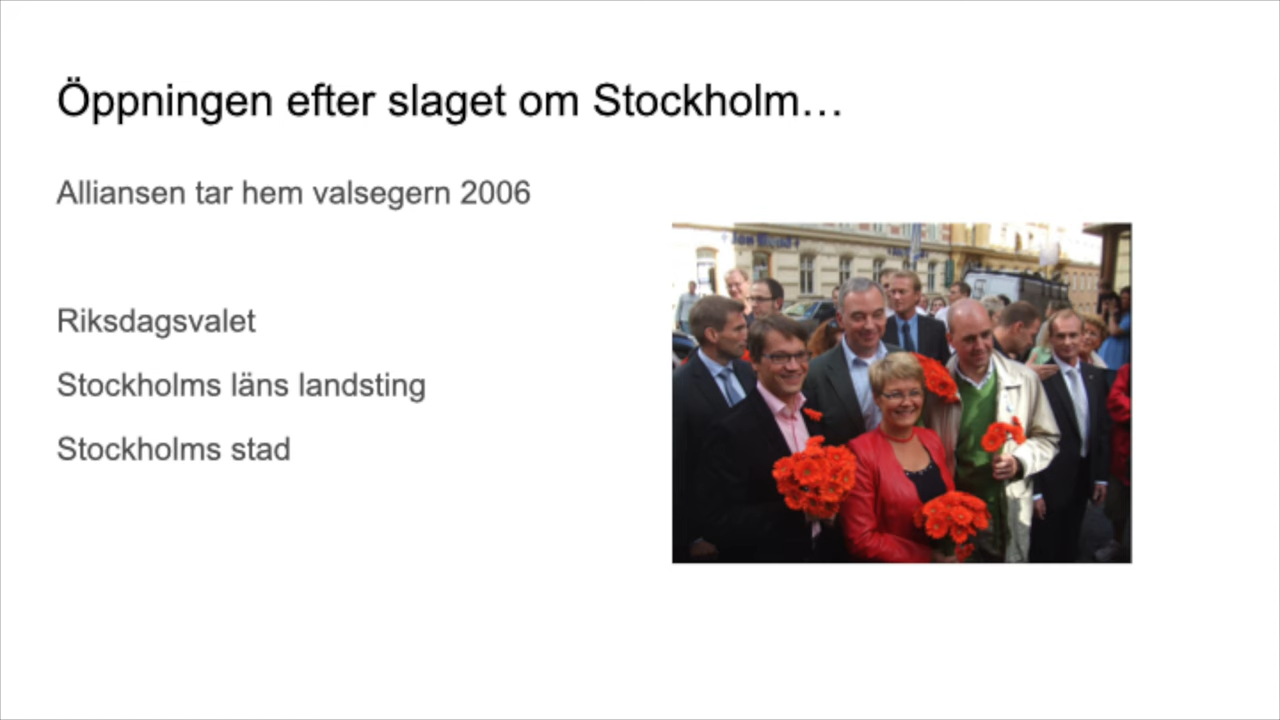 Öppningen efter slaget om Stockholm…
Alliansen tar hem valsegern 2006
Riksdagsvalet
Stockholms läns landsting
Stockholms stad